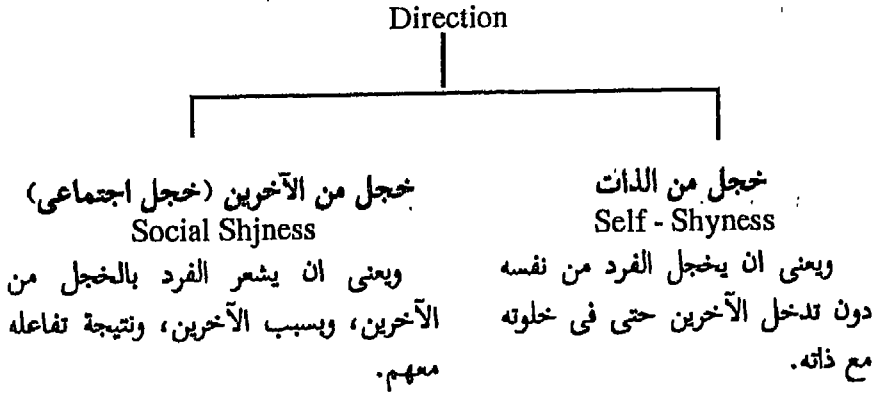 Direction
خجل من الذات
Self - Shyness
ويعنى ان يخجل الفرد من نفسه
دون تدخل الآخرين حتى فى خلوته
مع ذاته.
خجل من الآخرين (خجل اجتماعى)
Social Shjness
ويعنى ان يشعر الفرد بالخجل من
الآخرين، وبسبب الآخرين، ونتيجة تفاعله
معهم.